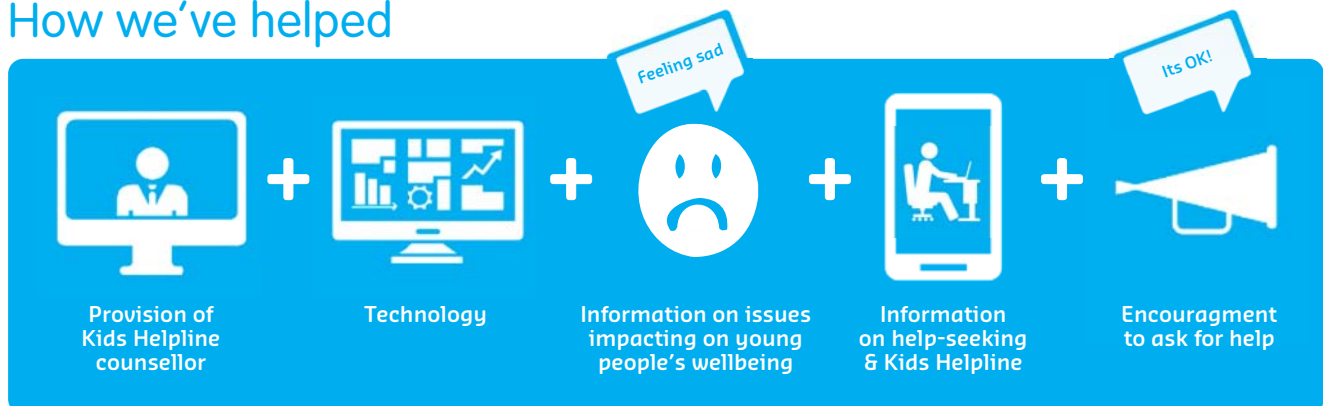 How we've helped
Feeling sad
Its OK!
Provision of
Kids Helpline
counsellor
Technology
Information on issues
impacting on young
people's wellbeing
Information
on help-seeking
& Kids Helpline
Encouragment
to ask for help